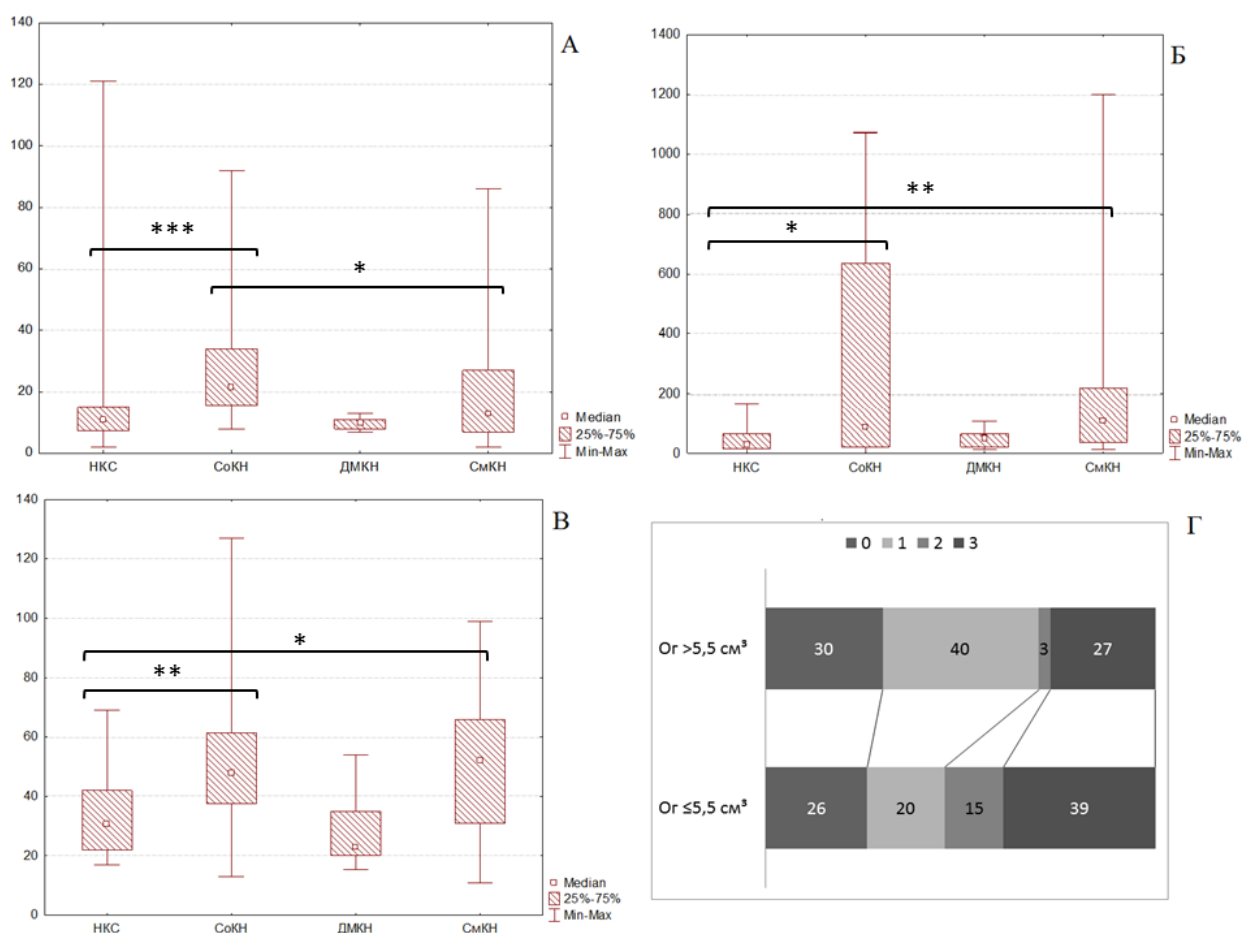 А
140
120
100
80
60
40
20
0
***
*
НКС СоКН ДМКН СмКН
Median
25%-75%
Min-Max
Б
1400
1200
1000
800
600
400
200
0
**
*
НКС СоКН ДМКН СмКН
Median
25%-75%
Min-Max
В
140
120
100
80
60
40
20
0
*
**
НКС СоКН ДМКН СмКН
Median
25%-75%
Min-Max
Г
0 1 2 3
Ог >5,5 см³ 30 40 3 27
Ог ≤5,5 см³ 26 20 15 39